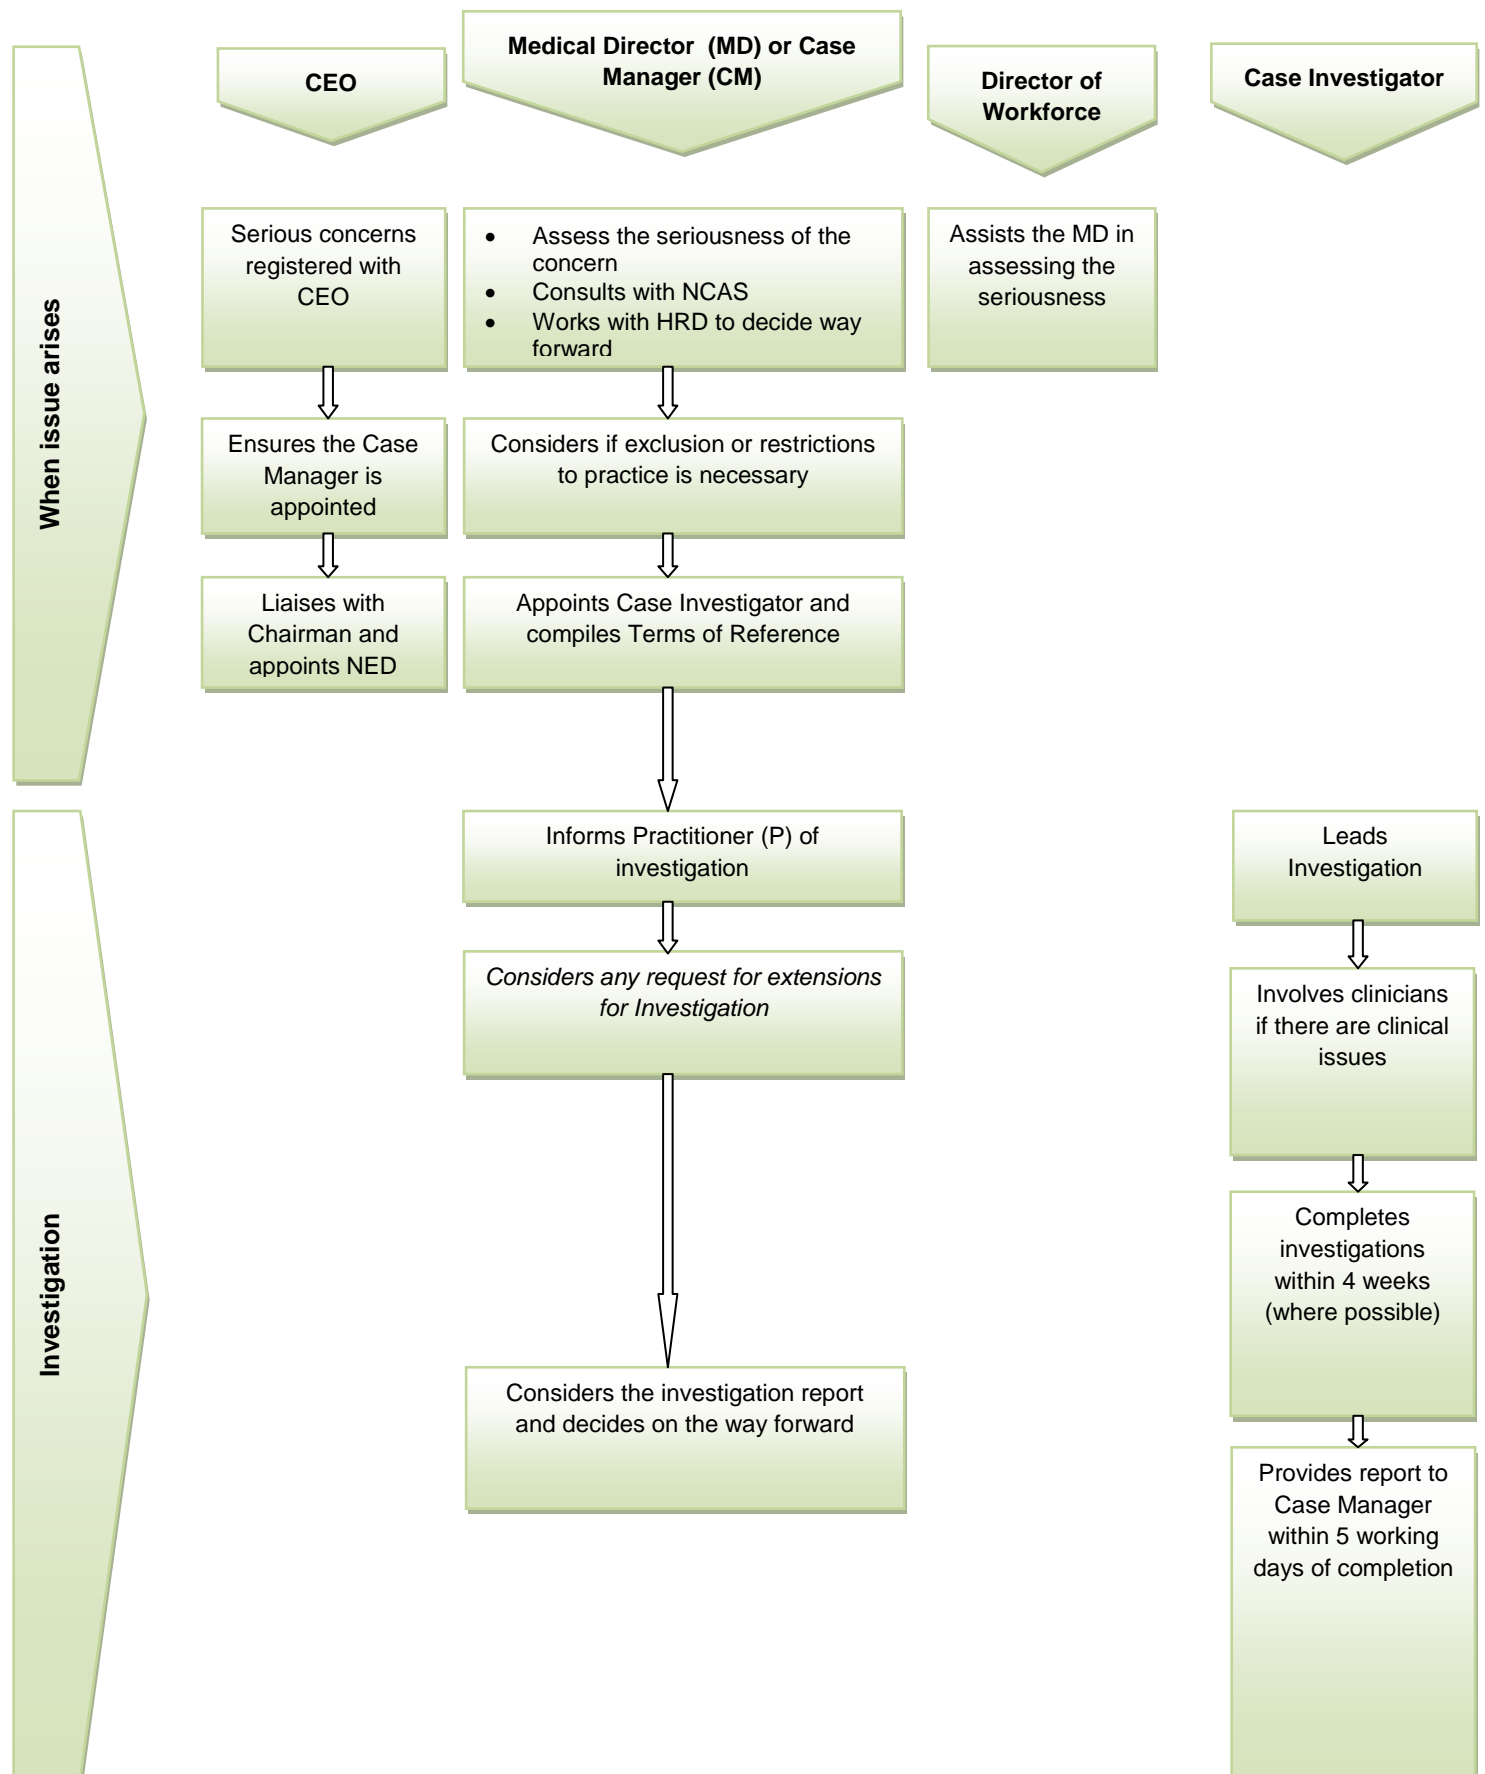 CEO
Medical Director  (MD) or Case
Manager (CM)
Director of
Workforce
Case Investigator
When issue arises
Serious concerns
registered with
CEO
• Assess the seriousness of the
concern
• Consults with NCAS
• Works with HRD to decide way
forward
Assists the MD in
assessing the
seriousness
Ensures the Case
Manager is
appointed
Considers if exclusion or restrictions
to practice is necessary
Liaises with
Chairman and
appoints NED
Appoints Case Investigator and
compiles Terms of Reference
Investigation
Informs Practitioner (P) of
investigation
Leads
Investigation
Considers any request for extensions
for Investigation
Involves clinicians
if there are clinical
issues
Completes
investigations
within 4 weeks
(where possible)
Considers the investigation report
and decides on the way forward
Provides report to
Case Manager
within 5 working
days of completion